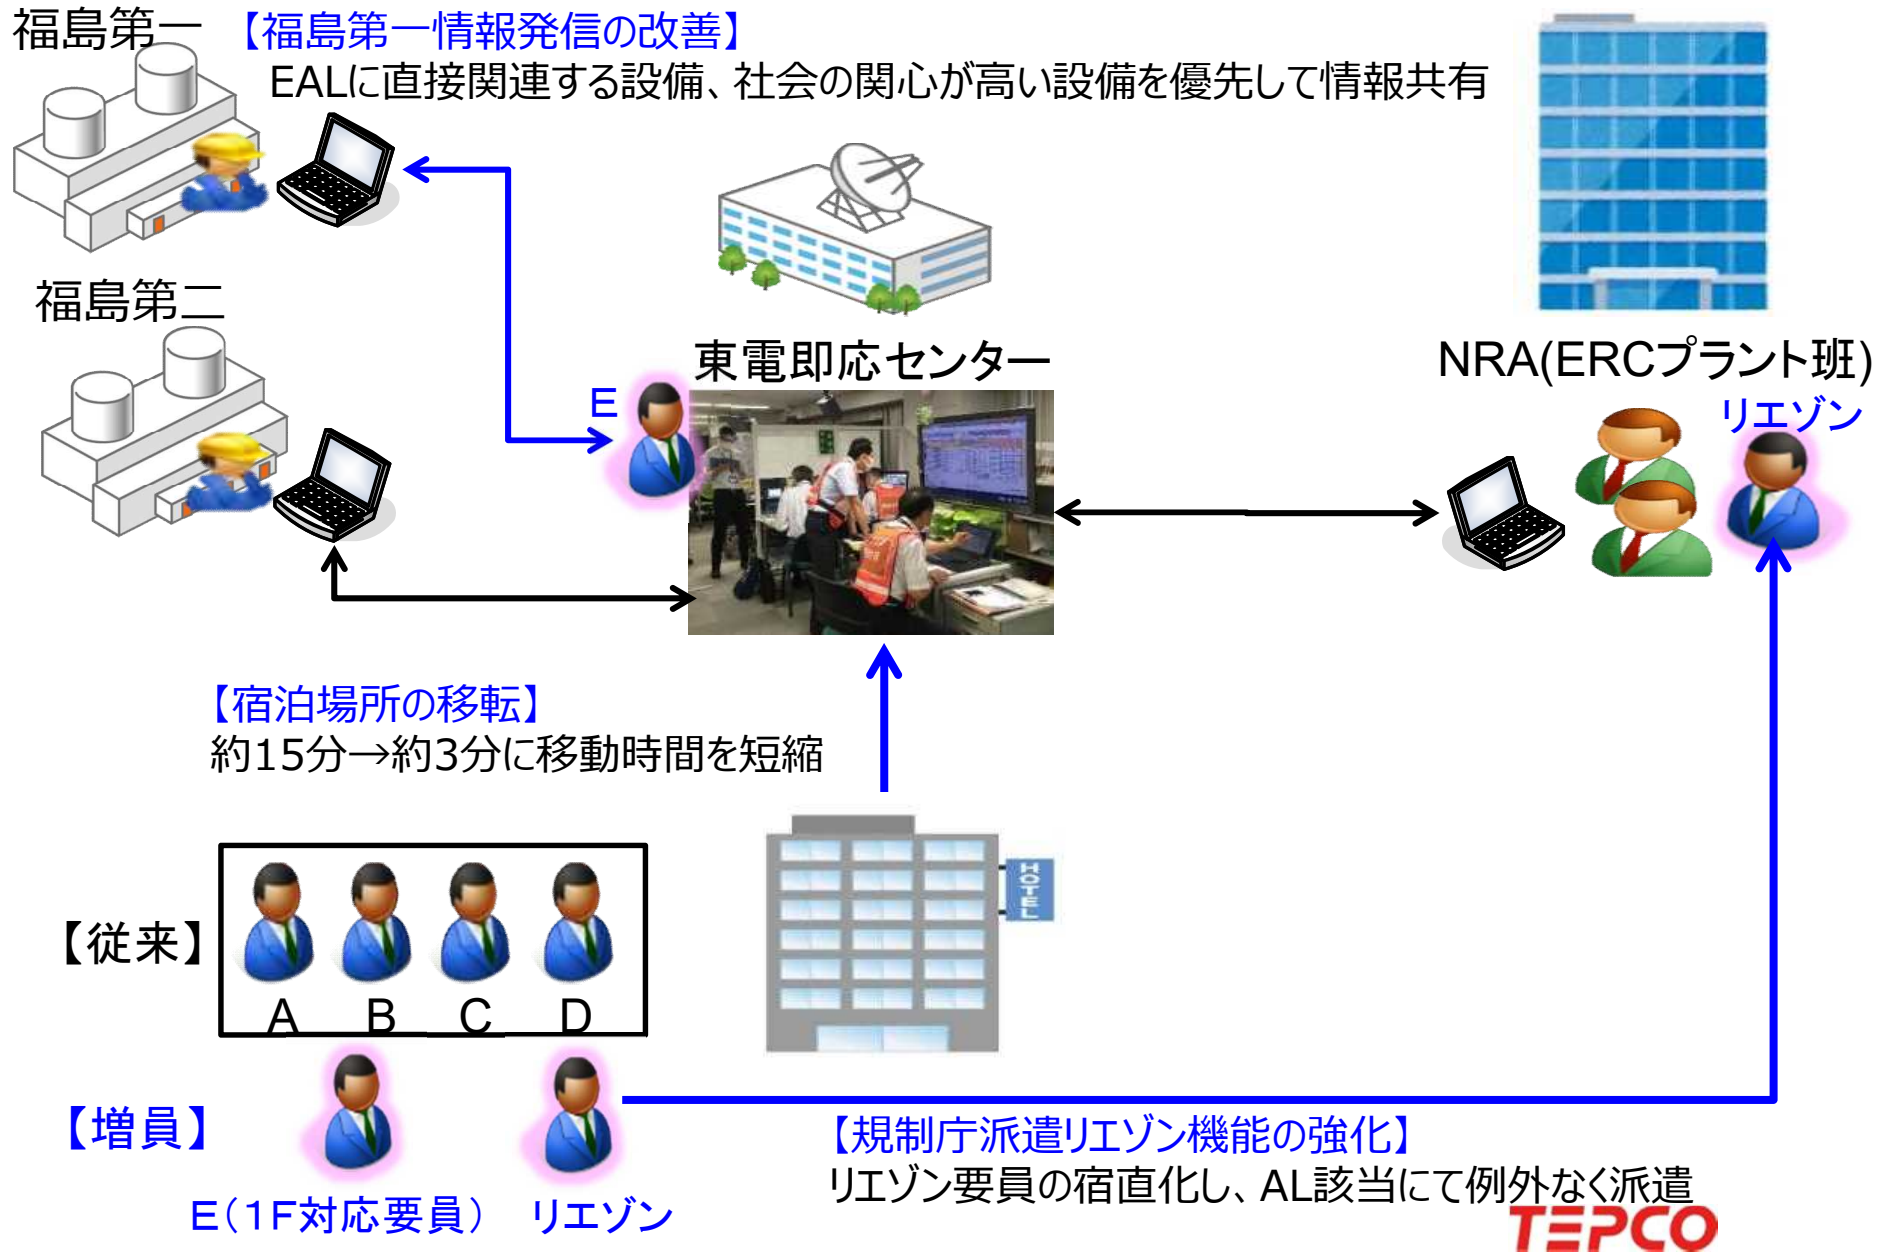 福島第一
【福島第一情報発信の改善】
EALに直接関連する設備、社会の関心が高い設備を優先して情報共有
福島第二
東電即応センター
NRA(ERCプラント班)
E
リエゾン
【宿泊場所の移転】
約15分→約3分に移動時間を短縮
HOTEL
【従来】
A B C D
【増員】
E(1F対応要員) リエゾン
【規制庁派遣リエゾン機能の強化】
リエゾン要員の宿直化し、AL該当にて例外なく派遣
TEPCO